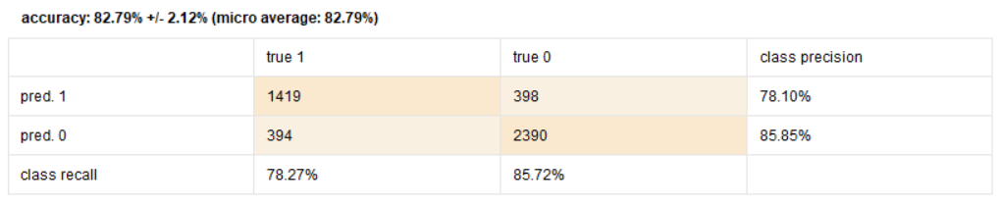 accuracy: 82.79% +/- 2.12% (micro average: 82.79%)
true 1 true 0 class precision
pred. 1 1419 398 78.10%
pred. 0 394 2390 85.85%
class recall 78.27% 85.72%